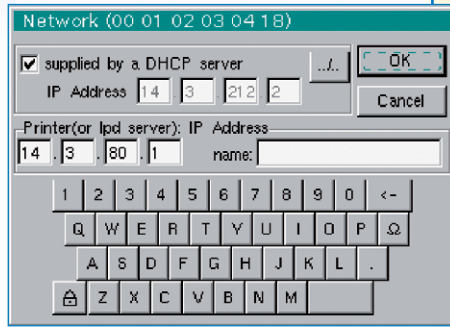 Network (00 01 02 03 04 18)
supplied by a DHCP server ../.. OK
IP Address 14 . 3 . 212 . 2 Cancel
Printer(or lpd server): IP Address
14 . 3 . 80 . 1 name:
1 2 3 4 5 6 7 8 9 0 <-
Q W E R T Y U I O P Ω
A S D F G H J K L .
Z X C V B N M